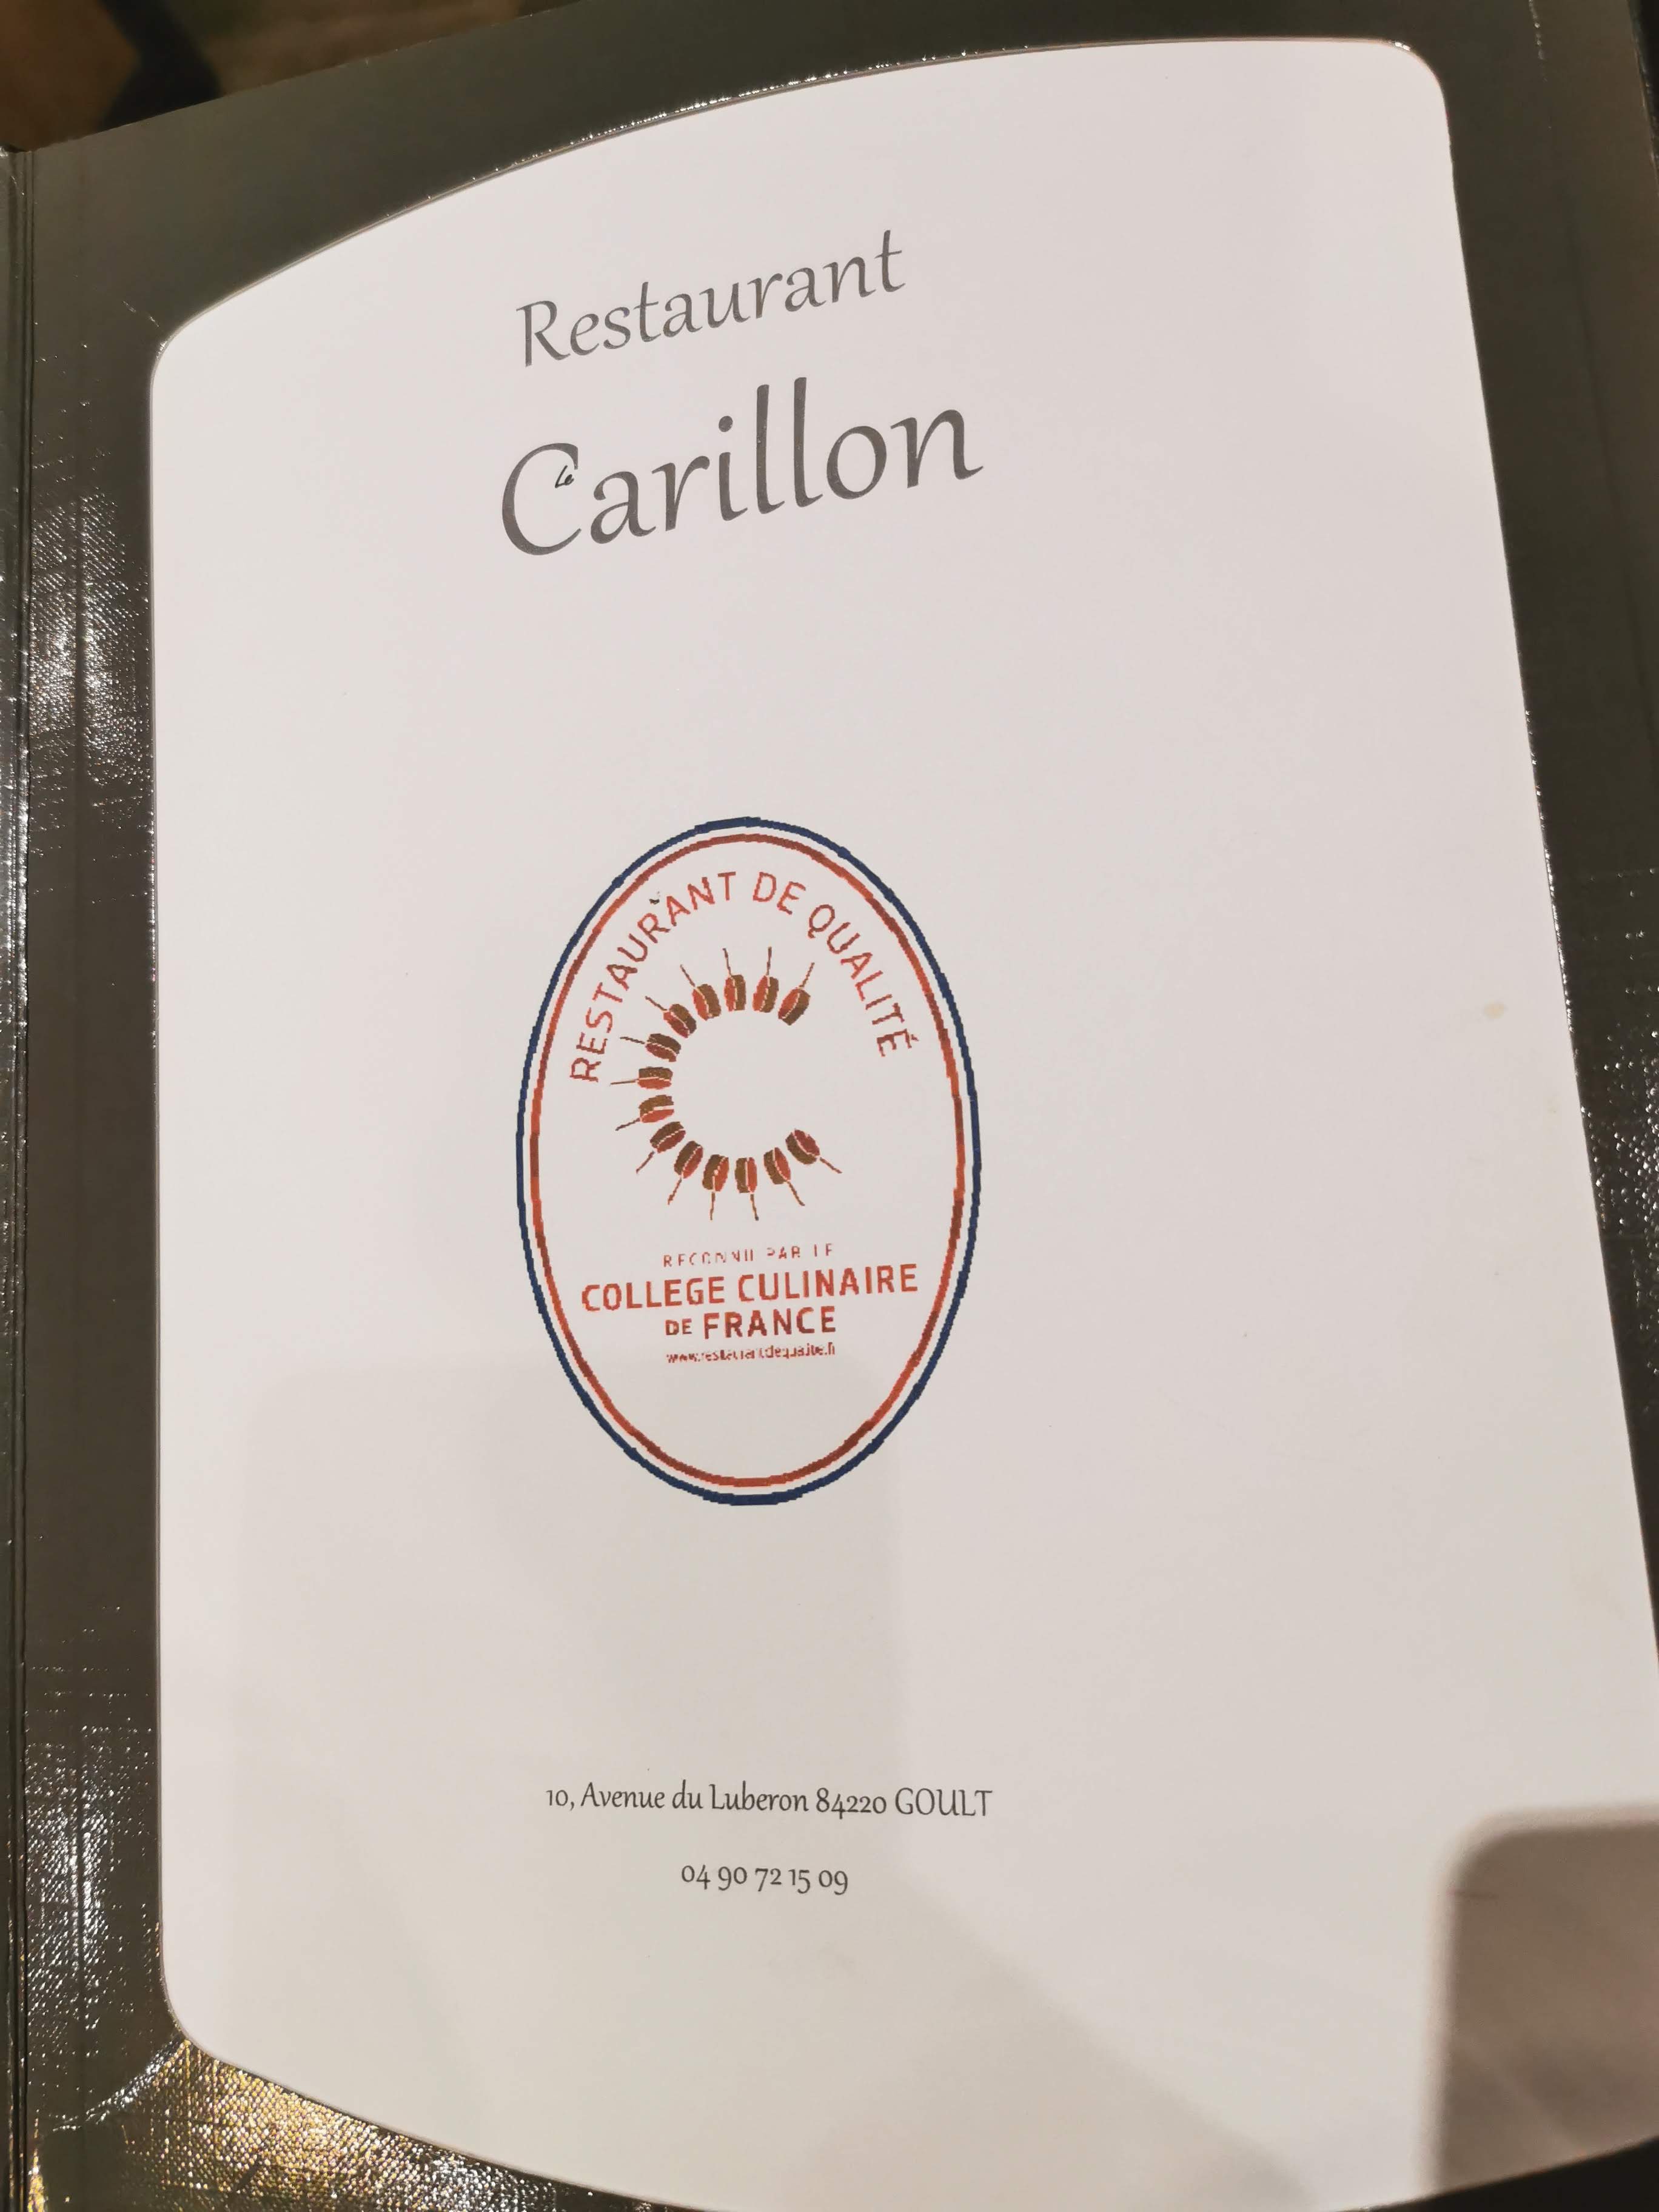 Restaurant
Le
Carillon
RESTAURANT DE QUALITÉ
RECONNU PAR LE
COLLEGE CULINAIRE
DE FRANCE
www.restaurantdequalite.fr
10, Avenue du Luberon 84220 GOULT
04 90 72 15 09